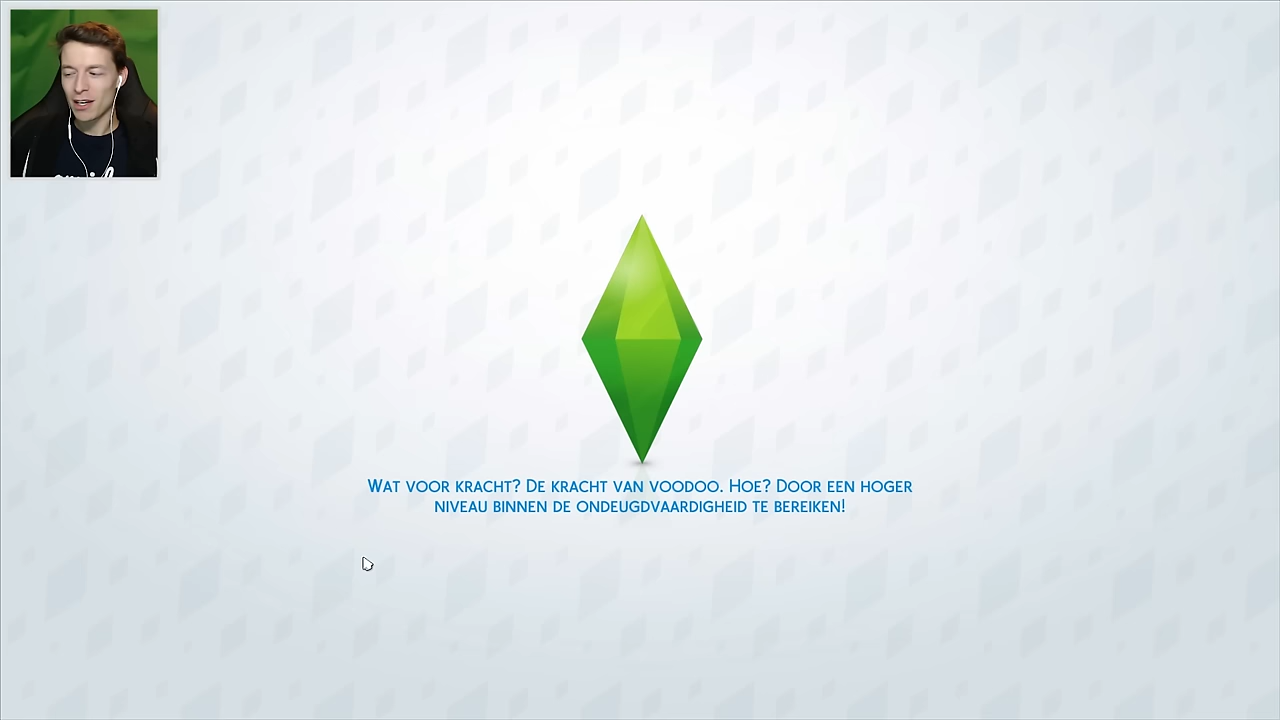 Wat voor kracht? De kracht van voodoo. Hoe? Door een hoger
niveau binnen de ondeugdvaardigheid te bereiken!